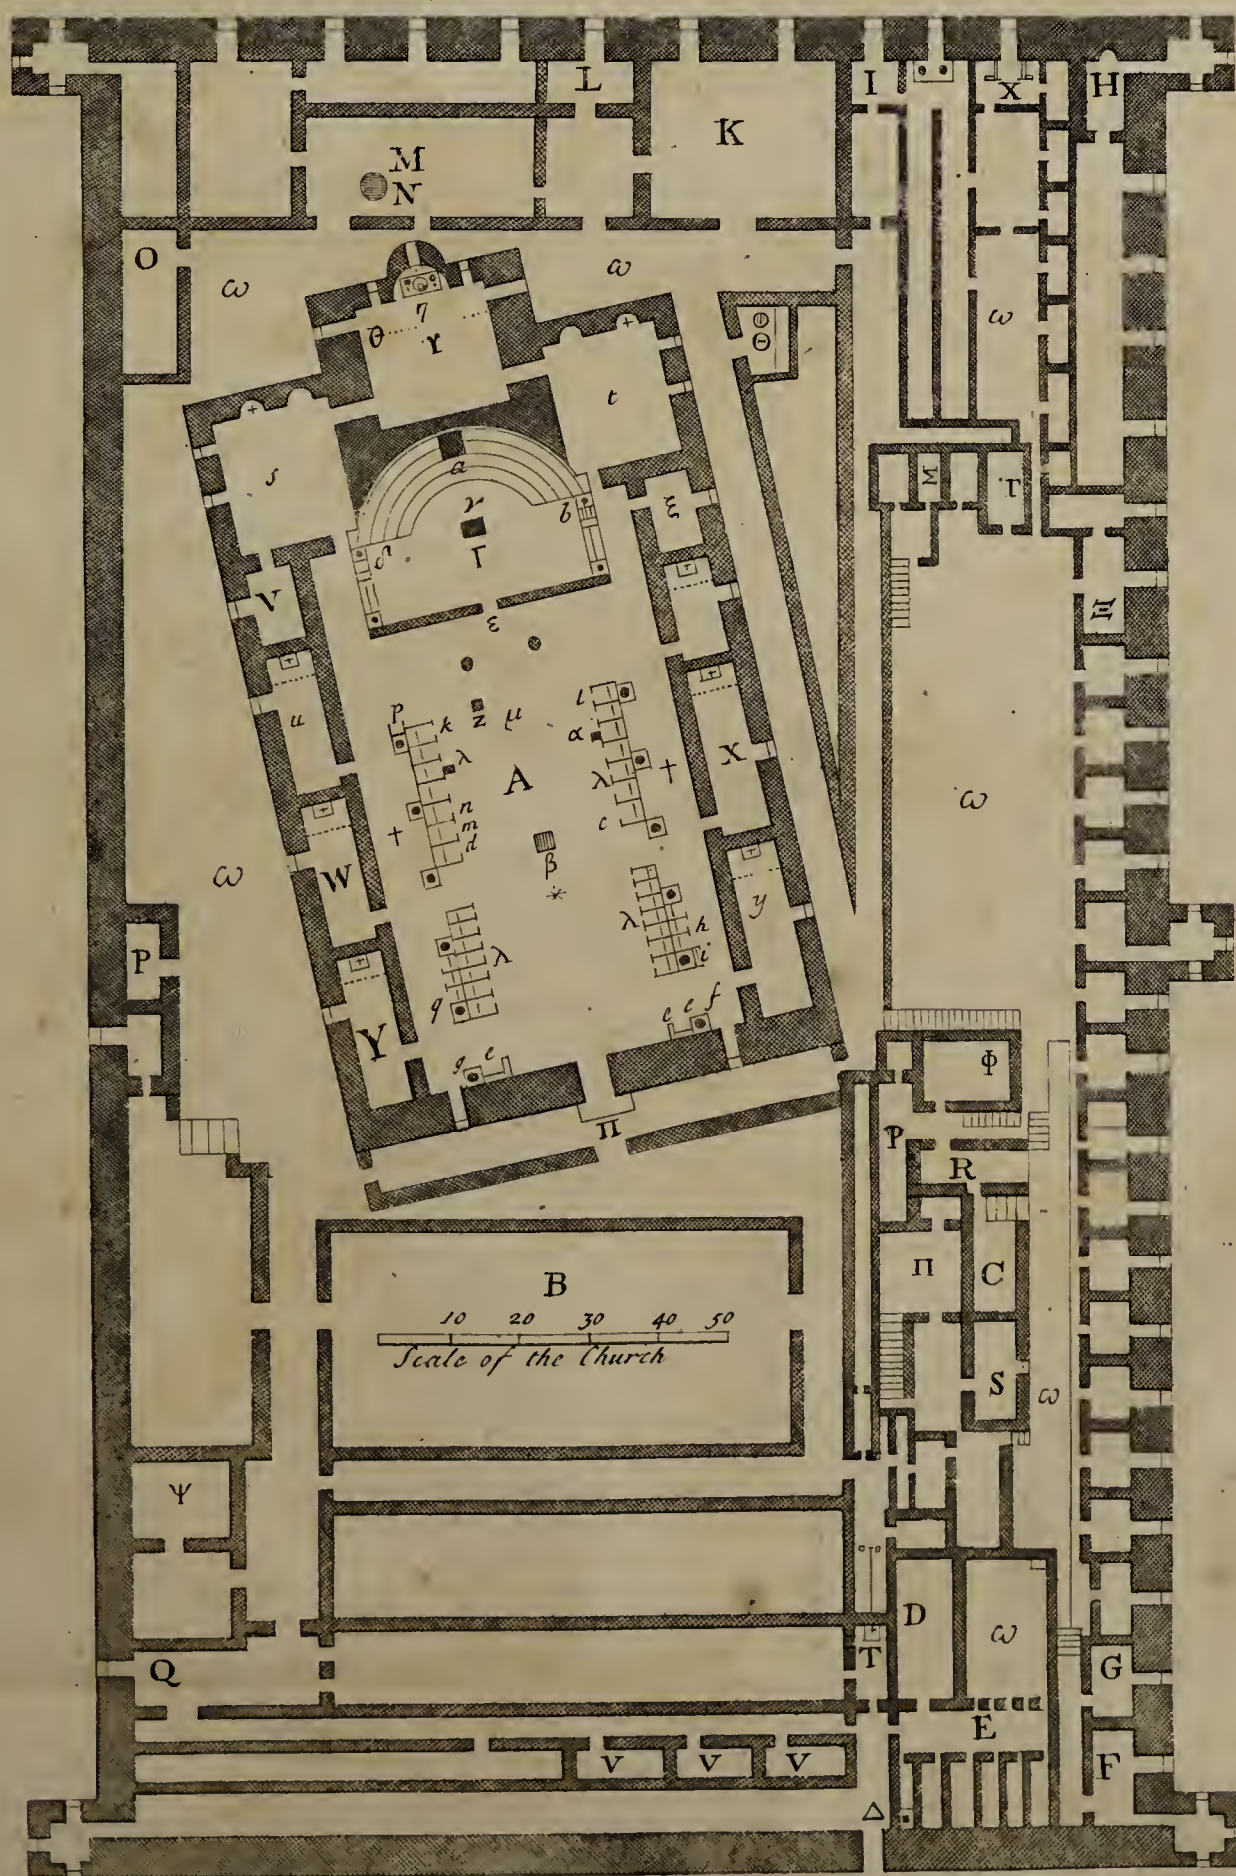 L
I
x
H
K
M
N
O
ω
ω
ω
η
θ
Υ
+
+
t
s
a
ξ
M
T
γ
b
δ
Γ
V
Ξ
ε
u
l
p
k
z
μ
α
λ
X
λ
A
†
ω
n
c
†
m
d
β
ω
W
y
*
λ
h
P
λ
i
q
Y
e
e
f
g
e
Φ
Π
P
R
B
Π
C
10 20 30 40 50
Scale of the Church
S
ω
Ψ
D
ω
T
Q
G
E
V
V
V
F
Δ